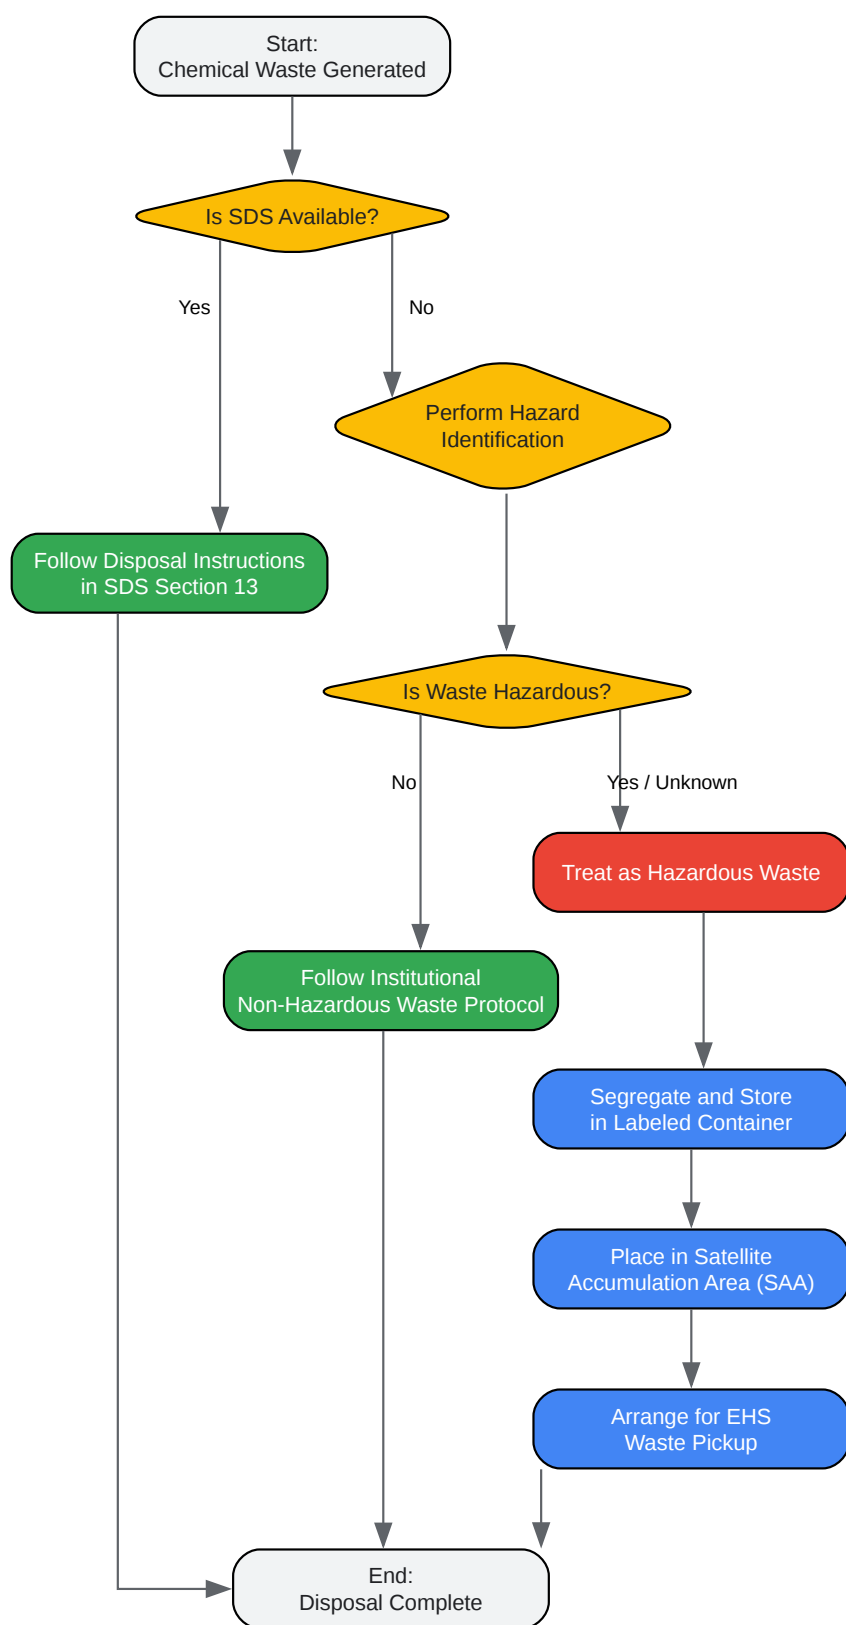 Start:
Chemical Waste Generated
Is SDS Available?
Yes
No
Perform Hazard
Identification
Follow Disposal Instructions
in SDS Section 13
Is Waste Hazardous?
No
Yes / Unknown
Treat as Hazardous Waste
Follow Institutional
Non-Hazardous Waste Protocol
Segregate and Store
in Labeled Container
Place in Satellite
Accumulation Area (SAA)
Arrange for EHS
Waste Pickup
End:
Disposal Complete